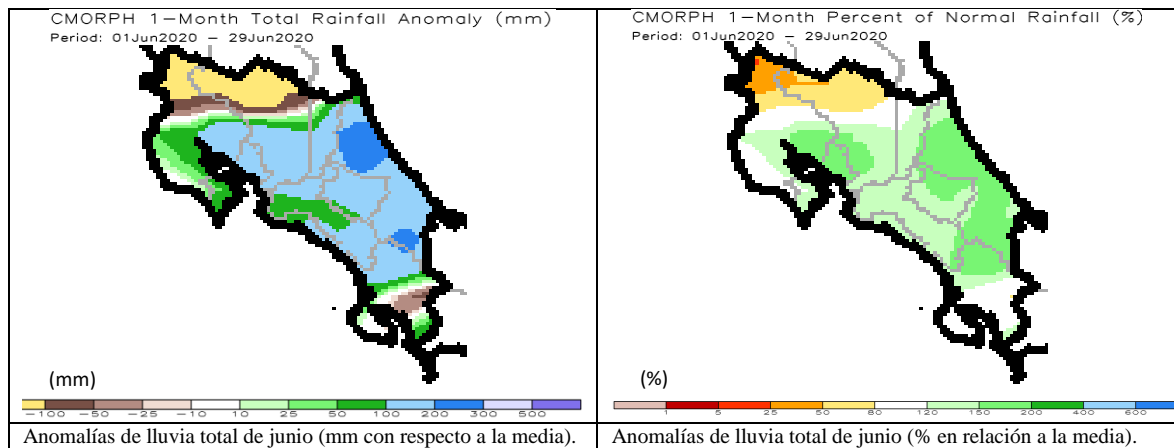 CMORPH 1-Month Total Rainfall Anomaly (mm)
Period: 01Jun2020 – 29Jun2020
(mm)
-100 -50 -25 -10 10 25 50 100 200 300 500
Anomalías de lluvia total de junio (mm con respecto a la media).
CMORPH 1-Month Percent of Normal Rainfall (%)
Period: 01Jun2020 – 29Jun2020
(%)
1 5 25 50 80 120 150 200 400 600
Anomalías de lluvia total de junio (% en relación a la media).